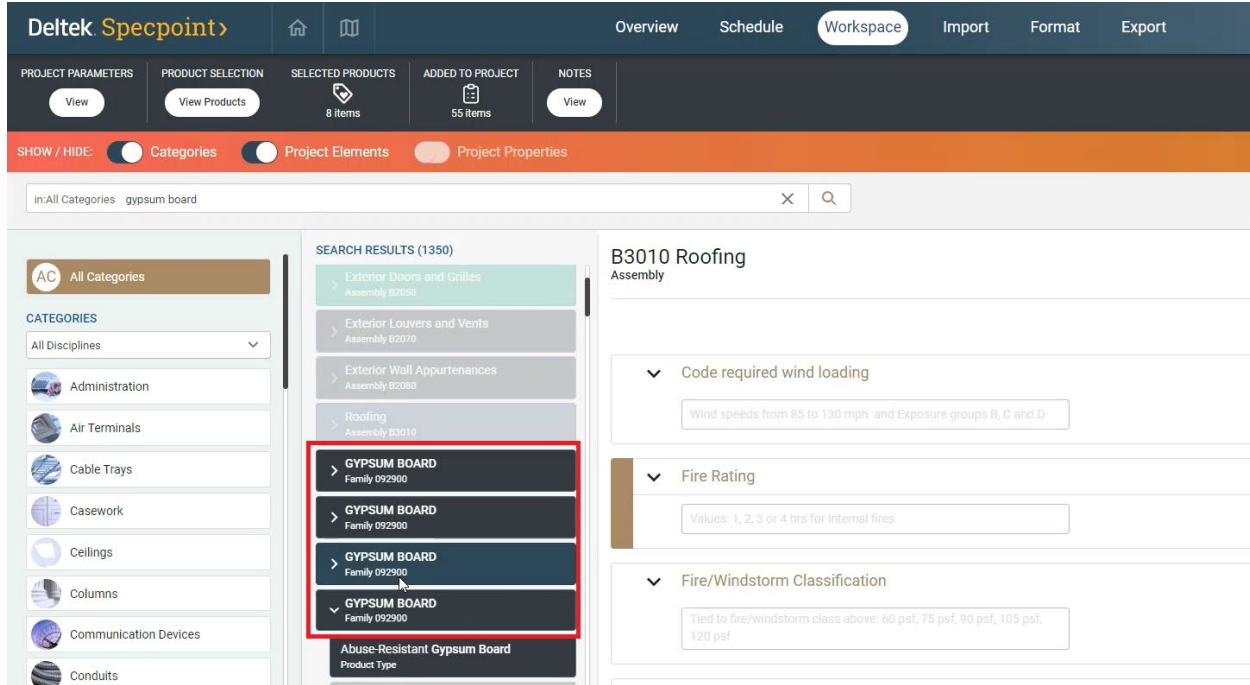 Deltek. Specpoint>
Overview Schedule Workspace Import Format Export
PROJECT PARAMETERS PRODUCT SELECTION SELECTED PRODUCTS ADDED TO PROJECT NOTES
View View Products 8 items 55 items View
SHOW / HIDE: Categories Project Elements Project Properties
in:All Categories gypsum board
AC All Categories
CATEGORIES
All Disciplines
Administration
Air Terminals
Cable Trays
Casework
Ceilings
Columns
Communication Devices
Conduits
SEARCH RESULTS (1350)
Exterior Doors and Grilles
Assembly B2050
Exterior Louvers and Vents
Assembly B2070
Exterior Wall Appurtenances
Assembly B2080
Roofing
Assembly B3010
GYPSUM BOARD
Family 092900
GYPSUM BOARD
Family 092900
GYPSUM BOARD
Family 092900
GYPSUM BOARD
Family 092900
Abuse-Resistant Gypsum Board
Product Type
B3010 Roofing
Assembly
Code required wind loading
Wind speeds from 85 to 130 mph and Exposure groups B, C and D
Fire Rating
Values: 1, 2, 3 or 4 hrs for internal fires
Fire/Windstorm Classification
Tied to fire/windstorm class above: 60 psf, 75 psf, 90 psf, 105 psf,
120 psf